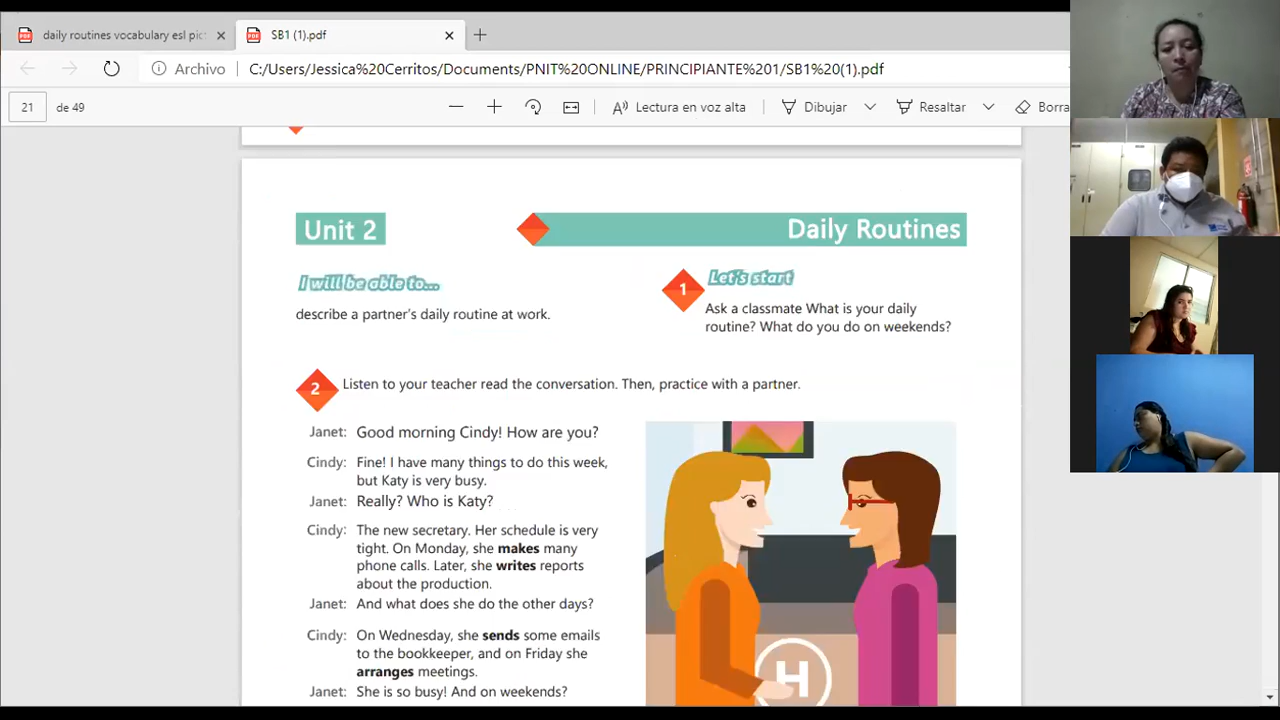 daily routines vocabulary esl pic
SB1 (1).pdf
Archivo
C:/Users/Jessica%20Cerritos/Documents/PNIT%20ONLINE/PRINCIPIANTE%201/SB1%20(1).pdf
21
de 49
Lectura en voz alta
Dibujar
Resaltar
Borra
Unit 2
Daily Routines
I will be able to...
describe a partner's daily routine at work.
1
Let's start
Ask a classmate What is your daily
routine? What do you do on weekends?
2
Listen to your teacher read the conversation. Then, practice with a partner.
Janet: Good morning Cindy! How are you?
Cindy: Fine! I have many things to do this week,
but Katy is very busy.
Janet: Really? Who is Katy?
Cindy: The new secretary. Her schedule is very
tight. On Monday, she makes many
phone calls. Later, she writes reports
about the production.
Janet: And what does she do the other days?
Cindy: On Wednesday, she sends some emails
to the bookkeeper, and on Friday she
arranges meetings.
Janet: She is so busy! And on weekends?
H